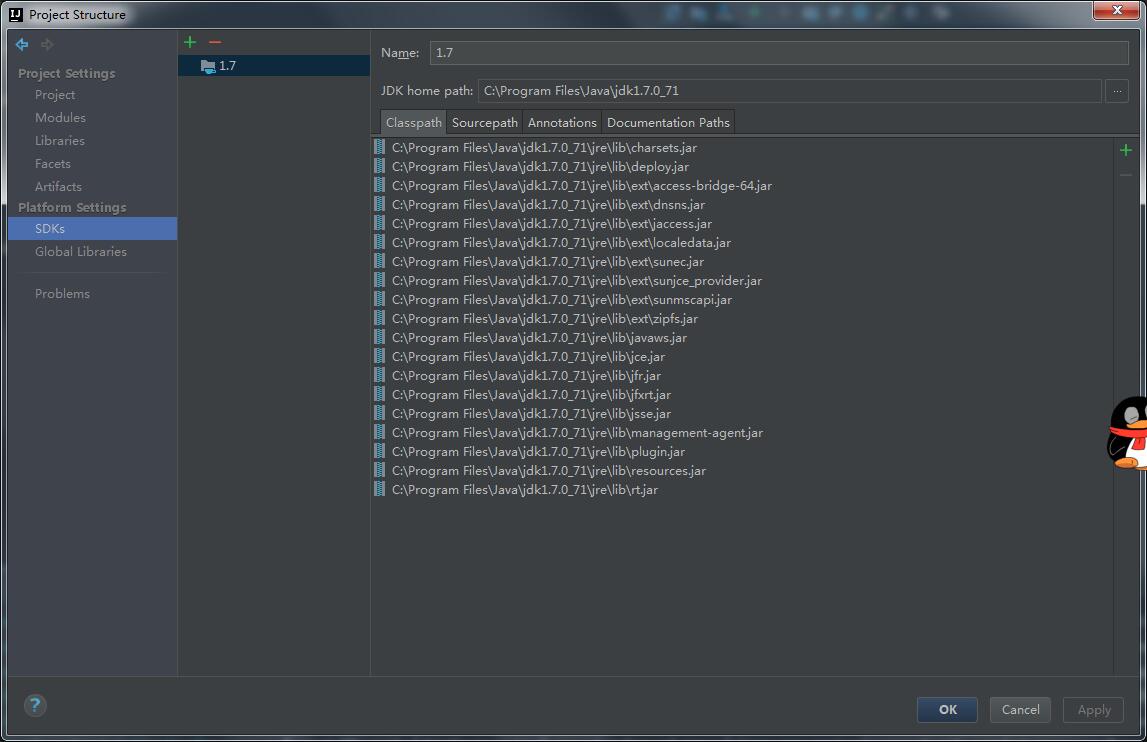 Project Structure
Project Settings
Project
Modules
Libraries
Facets
Artifacts
Platform Settings
SDKs
Global Libraries
Problems
1.7
Name: 1.7
JDK home path: C:\Program Files\Java\jdk1.7.0_71 ...
Classpath Sourcepath Annotations Documentation Paths
C:\Program Files\Java\jdk1.7.0_71\jre\lib\charsets.jar
C:\Program Files\Java\jdk1.7.0_71\jre\lib\deploy.jar
C:\Program Files\Java\jdk1.7.0_71\jre\lib\ext\access-bridge-64.jar
C:\Program Files\Java\jdk1.7.0_71\jre\lib\ext\dnsns.jar
C:\Program Files\Java\jdk1.7.0_71\jre\lib\ext\jaccess.jar
C:\Program Files\Java\jdk1.7.0_71\jre\lib\ext\localedata.jar
C:\Program Files\Java\jdk1.7.0_71\jre\lib\ext\sunec.jar
C:\Program Files\Java\jdk1.7.0_71\jre\lib\ext\sunjce_provider.jar
C:\Program Files\Java\jdk1.7.0_71\jre\lib\ext\sunmscapi.jar
C:\Program Files\Java\jdk1.7.0_71\jre\lib\ext\zipfs.jar
C:\Program Files\Java\jdk1.7.0_71\jre\lib\javaws.jar
C:\Program Files\Java\jdk1.7.0_71\jre\lib\jce.jar
C:\Program Files\Java\jdk1.7.0_71\jre\lib\jfr.jar
C:\Program Files\Java\jdk1.7.0_71\jre\lib\jfxrt.jar
C:\Program Files\Java\jdk1.7.0_71\jre\lib\jsse.jar
C:\Program Files\Java\jdk1.7.0_71\jre\lib\management-agent.jar
C:\Program Files\Java\jdk1.7.0_71\jre\lib\plugin.jar
C:\Program Files\Java\jdk1.7.0_71\jre\lib\resources.jar
C:\Program Files\Java\jdk1.7.0_71\jre\lib\rt.jar
? OK Cancel Apply